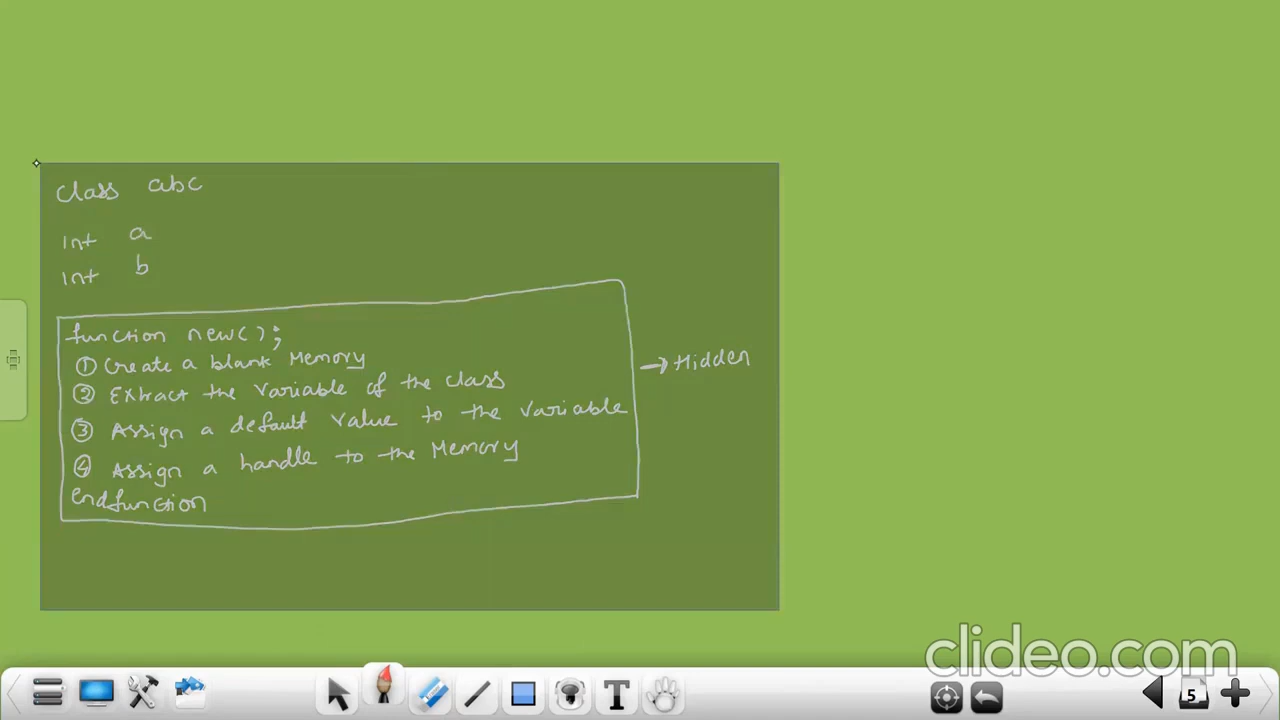 class abc
int a
int b
function new();
① Create a blank Memory
② Extract the variable of the class
③ Assign a default value to the variable
④ Assign a handle to the Memory
endfunction
→ Hidden
clideo.com
T
5